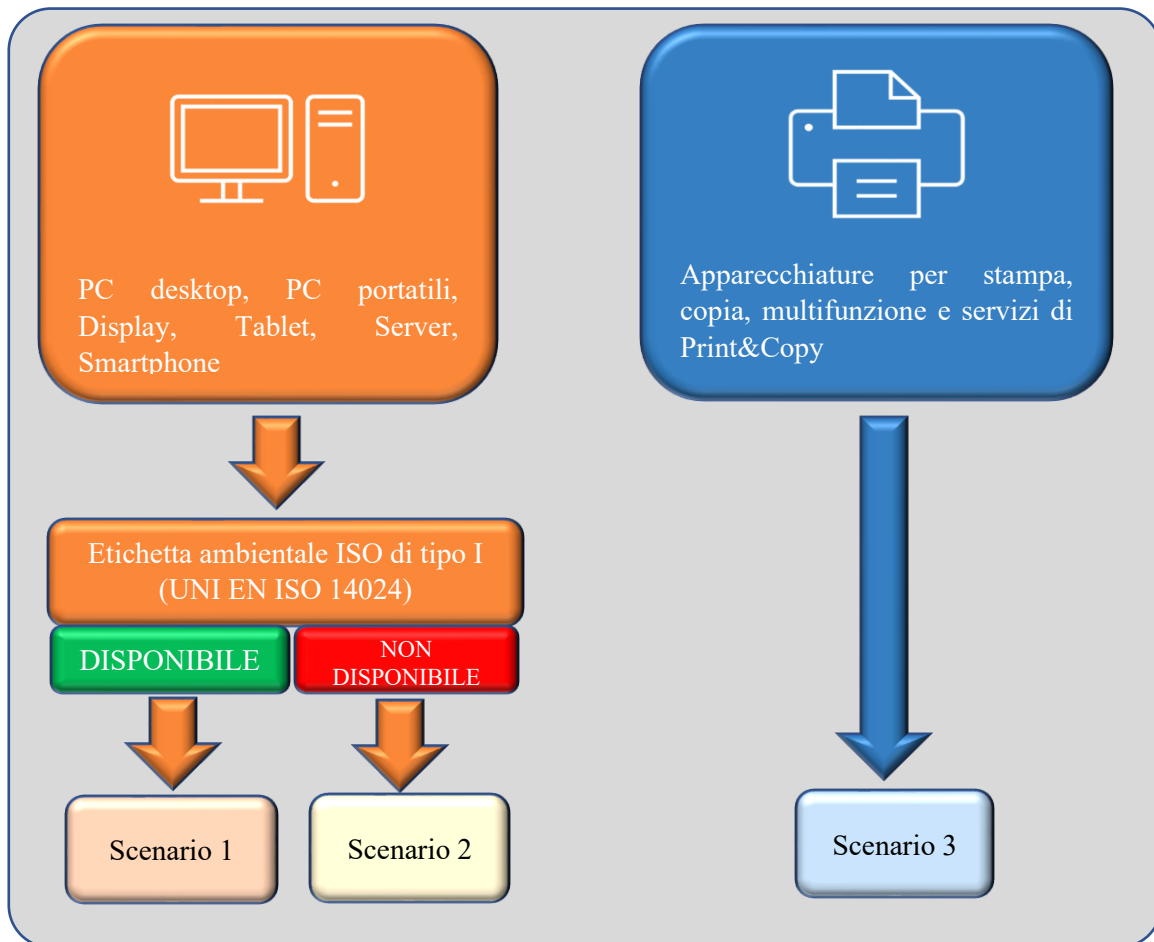 PC desktop, PC portatili,
Display, Tablet, Server,
Smartphone
Apparecchiature per stampa,
copia, multifunzione e servizi di
Print&Copy
Etichetta ambientale ISO di tipo I
(UNI EN ISO 14024)
DISPONIBILE
NON
DISPONIBILE
Scenario 1
Scenario 2
Scenario 3